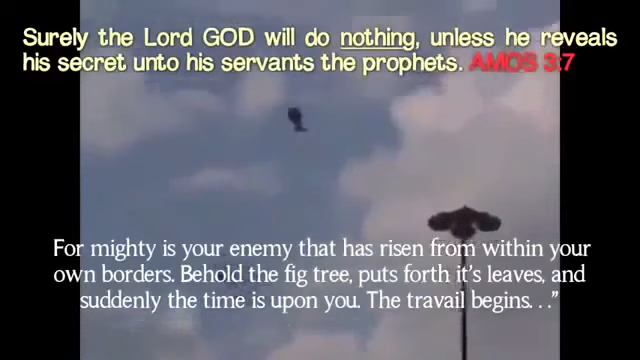 Surely the Lord GOD will do nothing, unless he reveals
his secret unto his servants the prophets. AMOS 3:7
For mighty is your enemy that has risen from within your
own borders. Behold the fig tree, puts forth it's leaves, and
suddenly the time is upon you. The travail begins. . ."